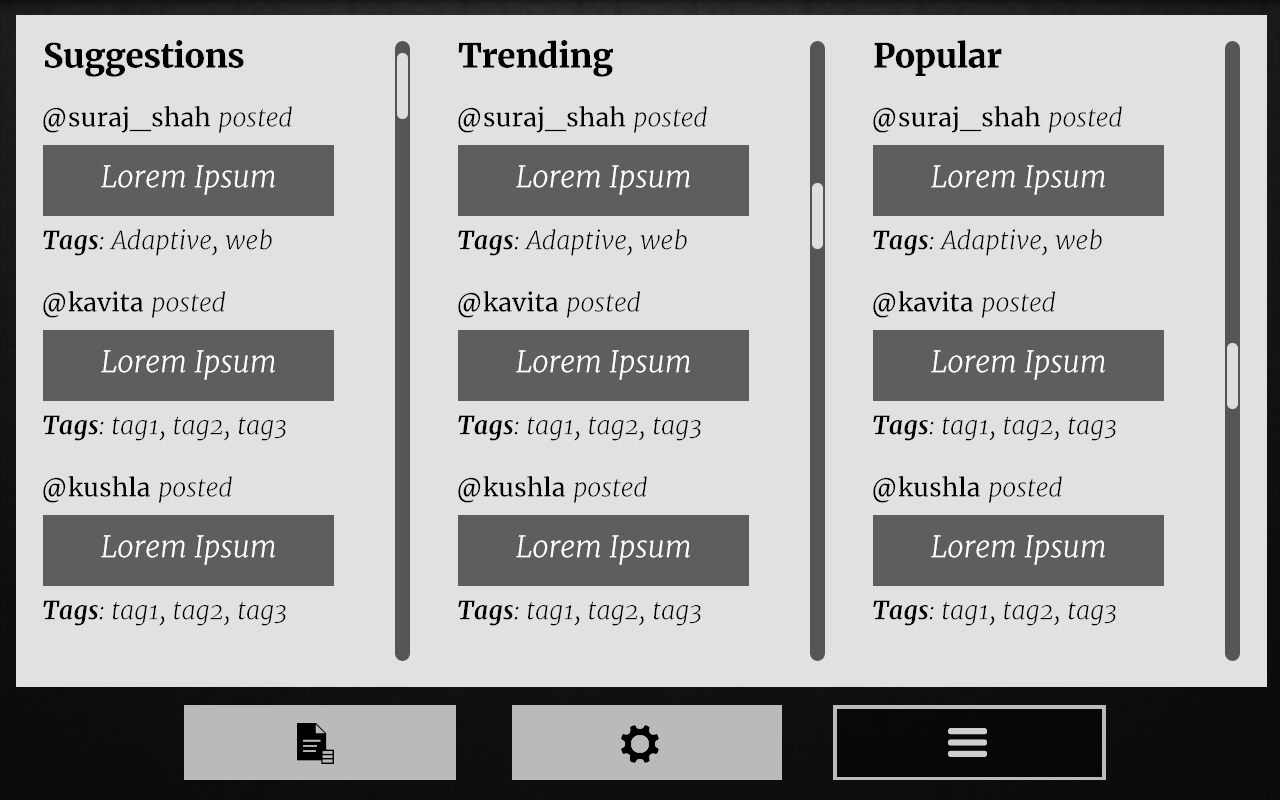 Suggestions
@suraj_shah posted
Lorem Ipsum
Tags: Adaptive, web
@kavita posted
Lorem Ipsum
Tags: tag1, tag2, tag3
@kushla posted
Lorem Ipsum
Tags: tag1, tag2, tag3
Trending
@suraj_shah posted
Lorem Ipsum
Tags: Adaptive, web
@kavita posted
Lorem Ipsum
Tags: tag1, tag2, tag3
@kushla posted
Lorem Ipsum
Tags: tag1, tag2, tag3
Popular
@suraj_shah posted
Lorem Ipsum
Tags: Adaptive, web
@kavita posted
Lorem Ipsum
Tags: tag1, tag2, tag3
@kushla posted
Lorem Ipsum
Tags: tag1, tag2, tag3